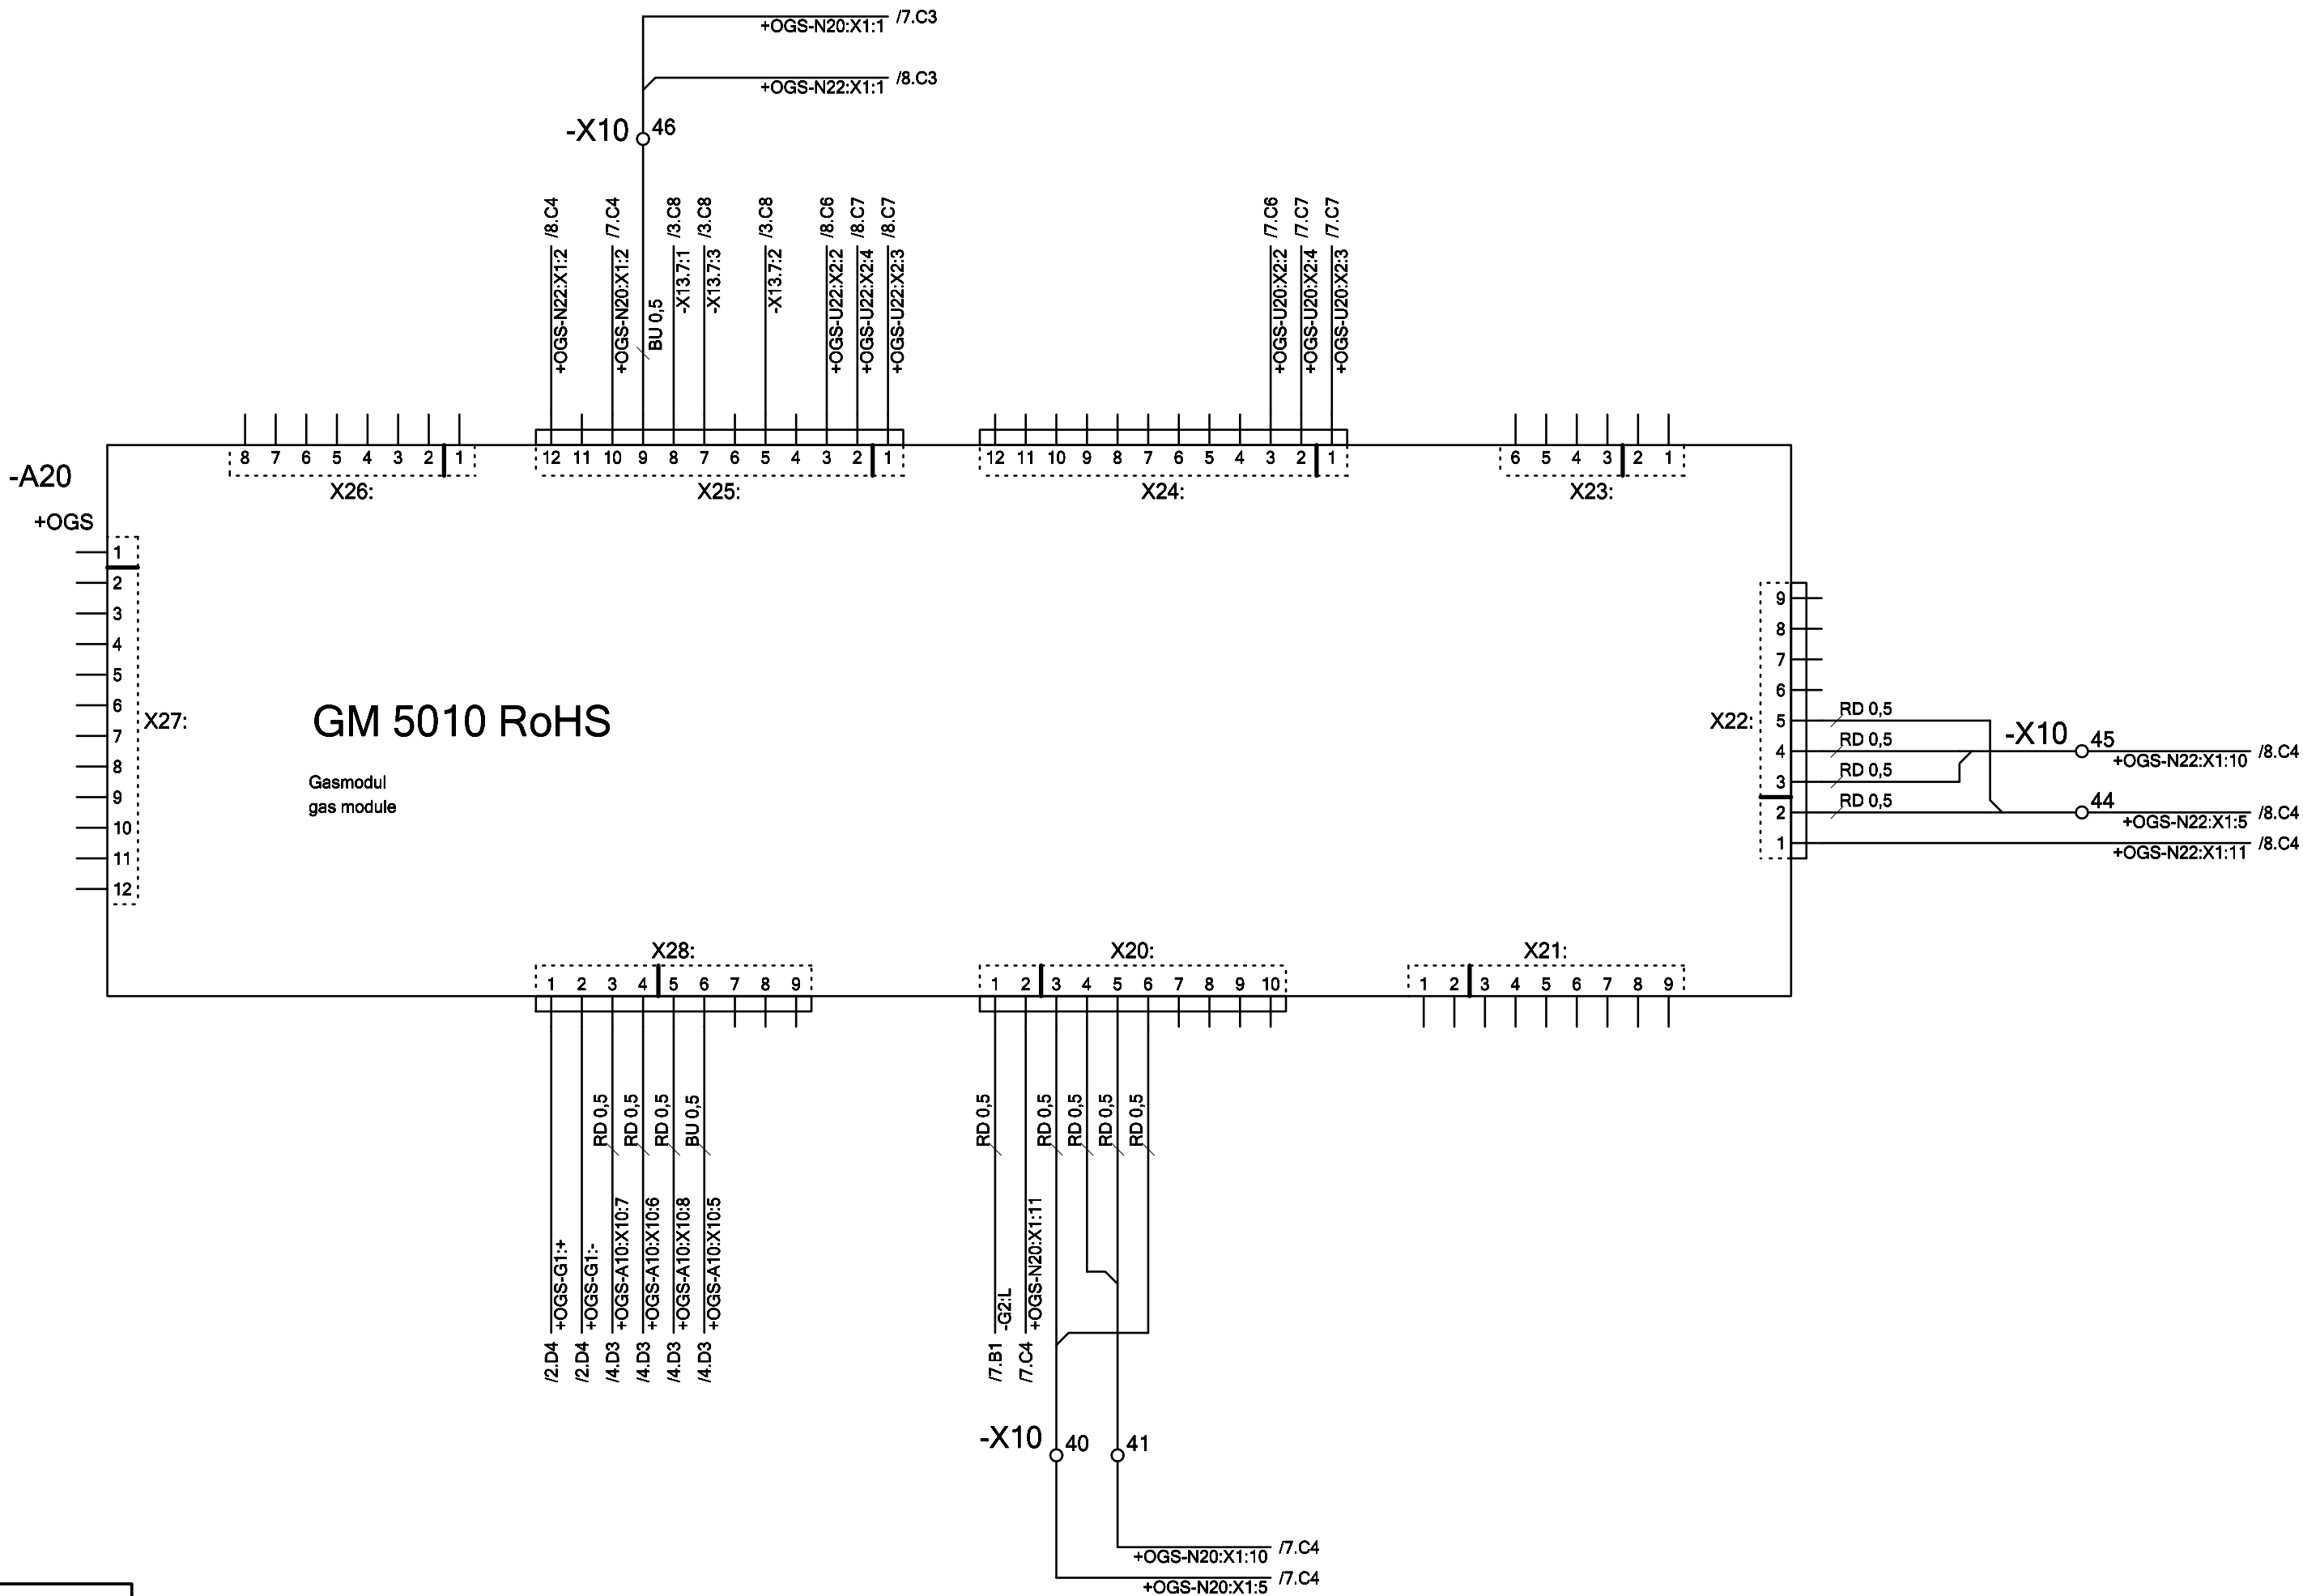 +OGS-N20:X1:1 /7.C3
+OGS-N22:X1:1 /8.C3
-X10 46
/8.C4 +OGS-N22:X1:2
/7.C4 +OGS-N20:X1:2
BU 0,5
/3.C8 -X13.7:1
/3.C8 -X13.7:3
/3.C8 -X13.7:2
/8.C6 +OGS-U22:X2:2
/8.C7 +OGS-U22:X2:4
/8.C7 +OGS-U22:X2:3
/7.C6 +OGS-U20:X2:2
/7.C7 +OGS-U20:X2:4
/7.C7 +OGS-U20:X2:3
8 7 6 5 4 3 2 1
X26:
12 11 10 9 8 7 6 5 4 3 2 1
X25:
12 11 10 9 8 7 6 5 4 3 2 1
X24:
6 5 4 3 2 1
X23:
-A20
+OGS
1
2
3
4
5
6
7
8
9
10
11
12
X27:
GM 5010 RoHS
Gasmodul
gas module
X22:
9
8
7
6
5 RD 0,5
4 RD 0,5 -X10 45 +OGS-N22:X1:10 /8.C4
3 RD 0,5
2 RD 0,5 44 +OGS-N22:X1:5 /8.C4
1 +OGS-N22:X1:11 /8.C4
X28:
1 2 3 4 5 6 7 8 9
X20:
1 2 3 4 5 6 7 8 9 10
X21:
1 2 3 4 5 6 7 8 9
RD 0,5
RD 0,5
RD 0,5
BU 0,5
RD 0,5
RD 0,5
RD 0,5
RD 0,5
RD 0,5
/2.D4 +OGS-G1:+
/2.D4 +OGS-G1:-
/4.D3 +OGS-A10:X10:7
/4.D3 +OGS-A10:X10:6
/4.D3 +OGS-A10:X10:8
/4.D3 +OGS-A10:X10:5
/7.B1 -G2:L
/7.C4 +OGS-N20:X1:11
-X10 40 41
+OGS-N20:X1:10 /7.C4
+OGS-N20:X1:5 /7.C4